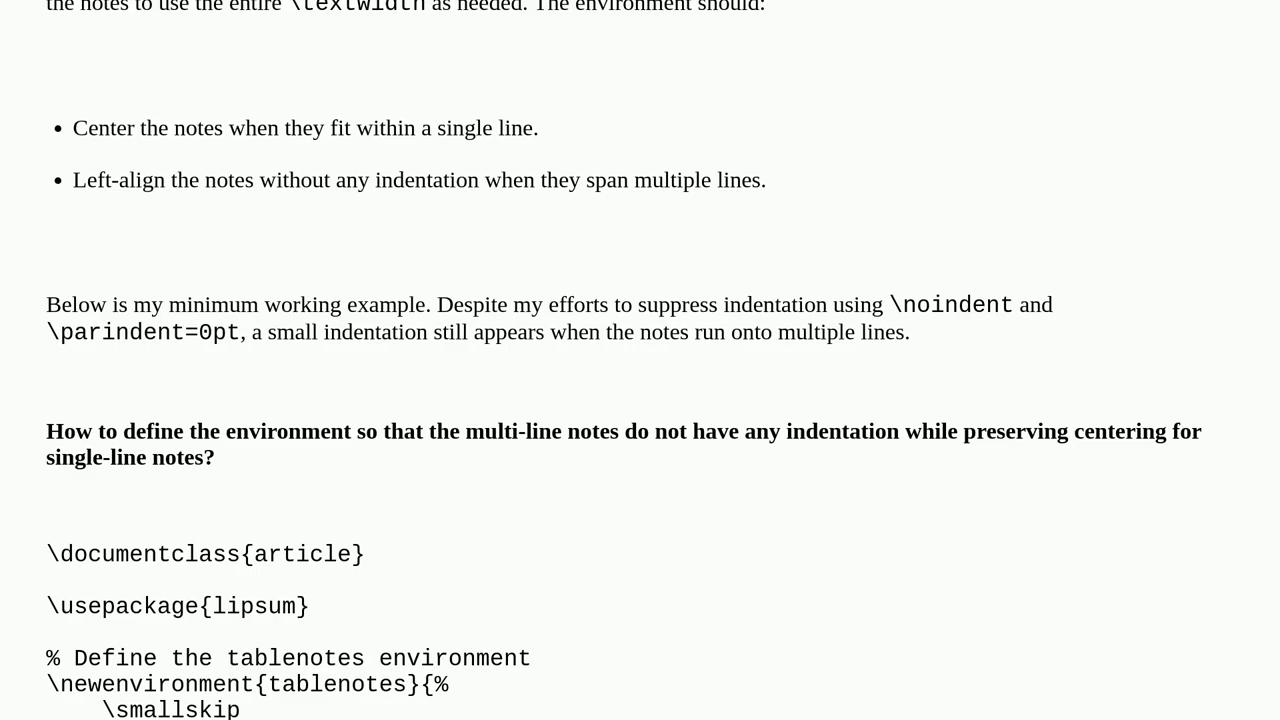 the notes to use the entire \textwidth as needed. The environment should:
• Center the notes when they fit within a single line.
• Left-align the notes without any indentation when they span multiple lines.
Below is my minimum working example. Despite my efforts to suppress indentation using \noindent and
\parindent=0pt, a small indentation still appears when the notes run onto multiple lines.
How to define the environment so that the multi-line notes do not have any indentation while preserving centering for
single-line notes?
\documentclass{article}
\usepackage{lipsum}
% Define the tablenotes environment
\newenvironment{tablenotes}{%
    \smallskip